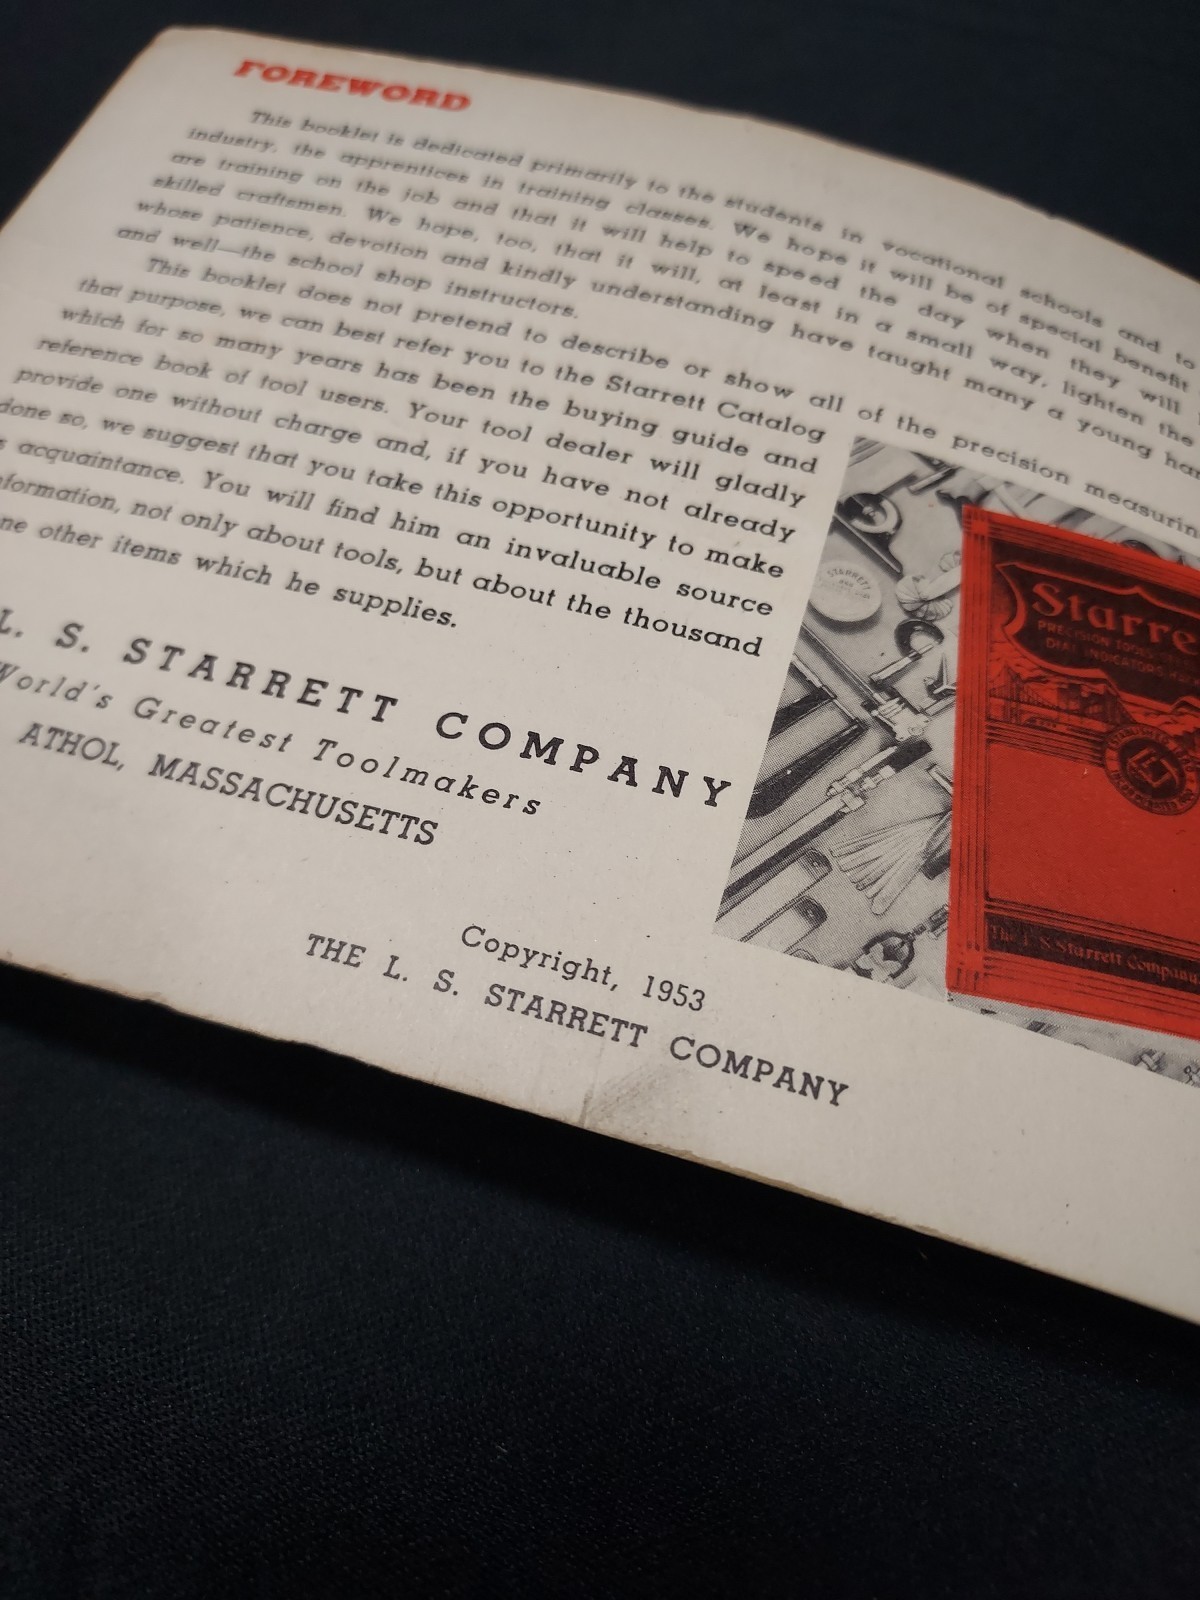 FOREWORD
This booklet is dedicated primarily to the students in vocational schools and to
industry, the apprentices in training classes. We hope it will be of special benefit
are training on the job and that it will help to speed the day when they will
skilled craftsmen. We hope, too, that it will, at least in a small way, lighten the
whose patience, devotion and kindly understanding have taught many a young
and well—the school shop instructors.
This booklet does not pretend to describe or show all of the precision
that purpose, we can best refer you to the Starrett Catalog
which for so many years has been the buying guide and
reference book of tool users. Your tool dealer will gladly
provide one without charge and, if you have not already
done so, we suggest that you take this opportunity to make
acquaintance. You will find him an invaluable source
not only about tools, but about the thousand
other items which he supplies.
L. S. STARRETT COMPANY
World's Greatest Toolmakers
ATHOL, MASSACHUSETTS
Copyright, 1953
THE L. S. STARRETT COMPANY
STARRETT
PRECISION TOOLS
DIAL INDICATORS
The L. S. Starrett Company